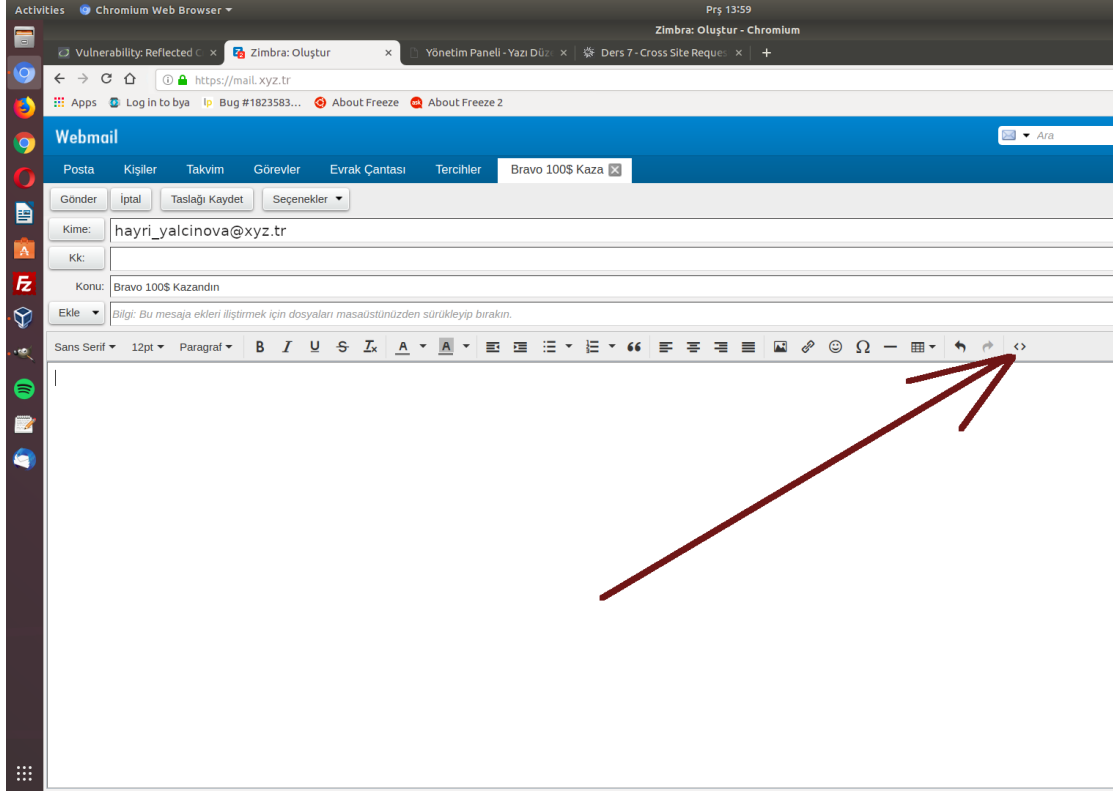 Activities Chromium Web Browser Prş 13:59
Zimbra: Oluştur - Chromium
Vulnerability: Reflected C Zimbra: Oluştur Yönetim Paneli - Yazı Düz Ders 7 - Cross Site Reques
https://mail.xyz.tr
Apps Log in to bya Bug #1823583... About Freeze About Freeze 2
Webmail Ara
Posta Kişiler Takvim Görevler Evrak Çantası Tercihler Bravo 100$ Kaza
Gönder İptal Taslağı Kaydet Seçenekler
Kime: hayri_yalcinova@xyz.tr
Kk:
Konu: Bravo 100$ Kazandın
Ekle Bilgi: Bu mesaja ekleri iliştirmek için dosyaları masaüstünüzden sürükleyip bırakın.
Sans Serif 12pt Paragraf B I U S Ix A A